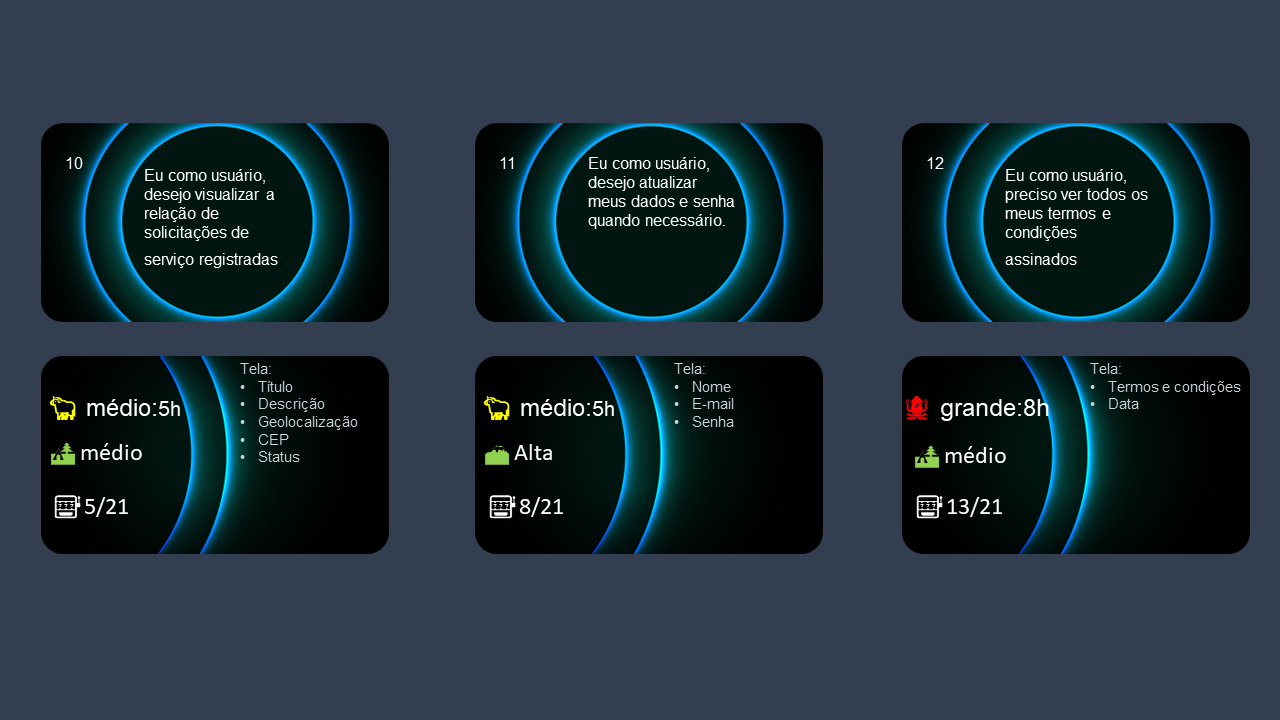 10
Eu como usuário,
desejo visualizar a
relação de
solicitações de
serviço registradas.
11
Eu como usuário,
desejo atualizar
meus dados e senha
quando necessário.
12
Eu como usuário,
preciso ver todos os
meus termos e
condições
assinados.
médio:5h
médio
5/21
Tela:
• Título
• Descrição
• Geolocalização
• CEP
• Status
médio:5h
Alta
8/21
Tela:
• Nome
• E-mail
• Senha
grande:8h
médio
13/21
Tela:
• Termos e condições
• Data